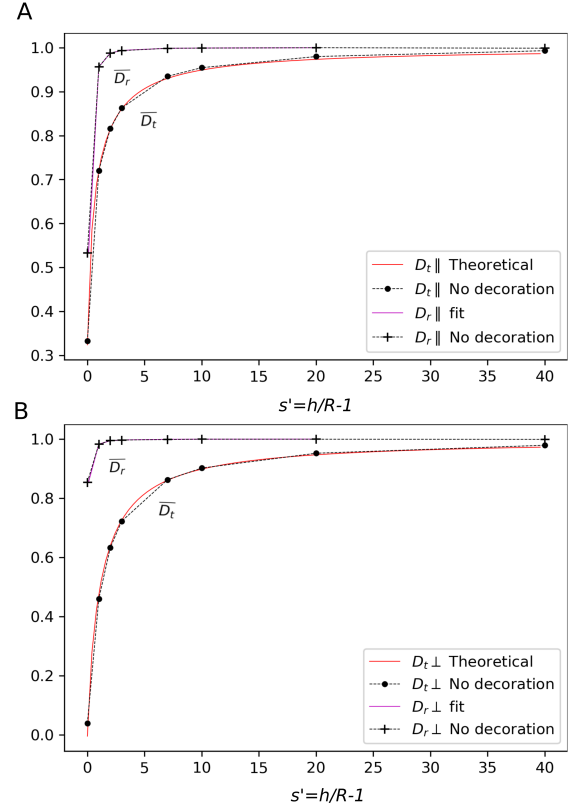 A
1.0
0.9
0.8
0.7
0.6
0.5
0.4
0.3
D̅r̅
D̅t̅
Dt∥ Theoretical
Dt∥ No decoration
Dr∥ fit
Dr∥ No decoration
0 5 10 15 20 25 30 35 40
s'=h/R-1
B
1.0
0.8
0.6
0.4
0.2
0.0
D̅r̅
D̅t̅
Dt⊥ Theoretical
Dt⊥ No decoration
Dr⊥ fit
Dr⊥ No decoration
0 5 10 15 20 25 30 35 40
s'=h/R-1